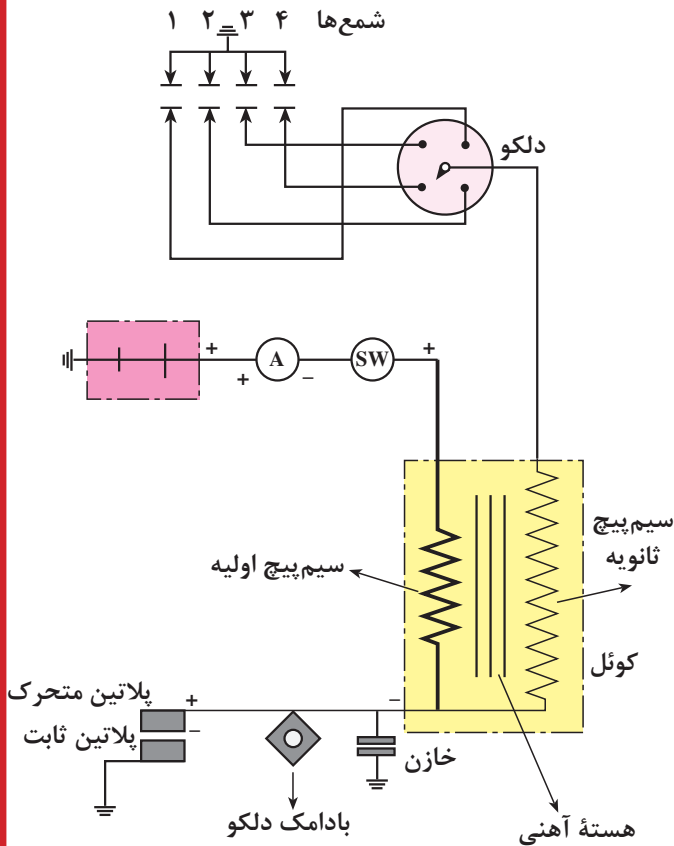 شمع‌ها ۴ ۳ ۲ ۱
دلکو
+ + A − SW +
سیم‌پیچ
ثانویه
سیم‌پیچ اولیه
کوئل
پلاتین متحرک + −
پلاتین ثابت −
خازن
بادامک دلکو
هستهٔ آهنی